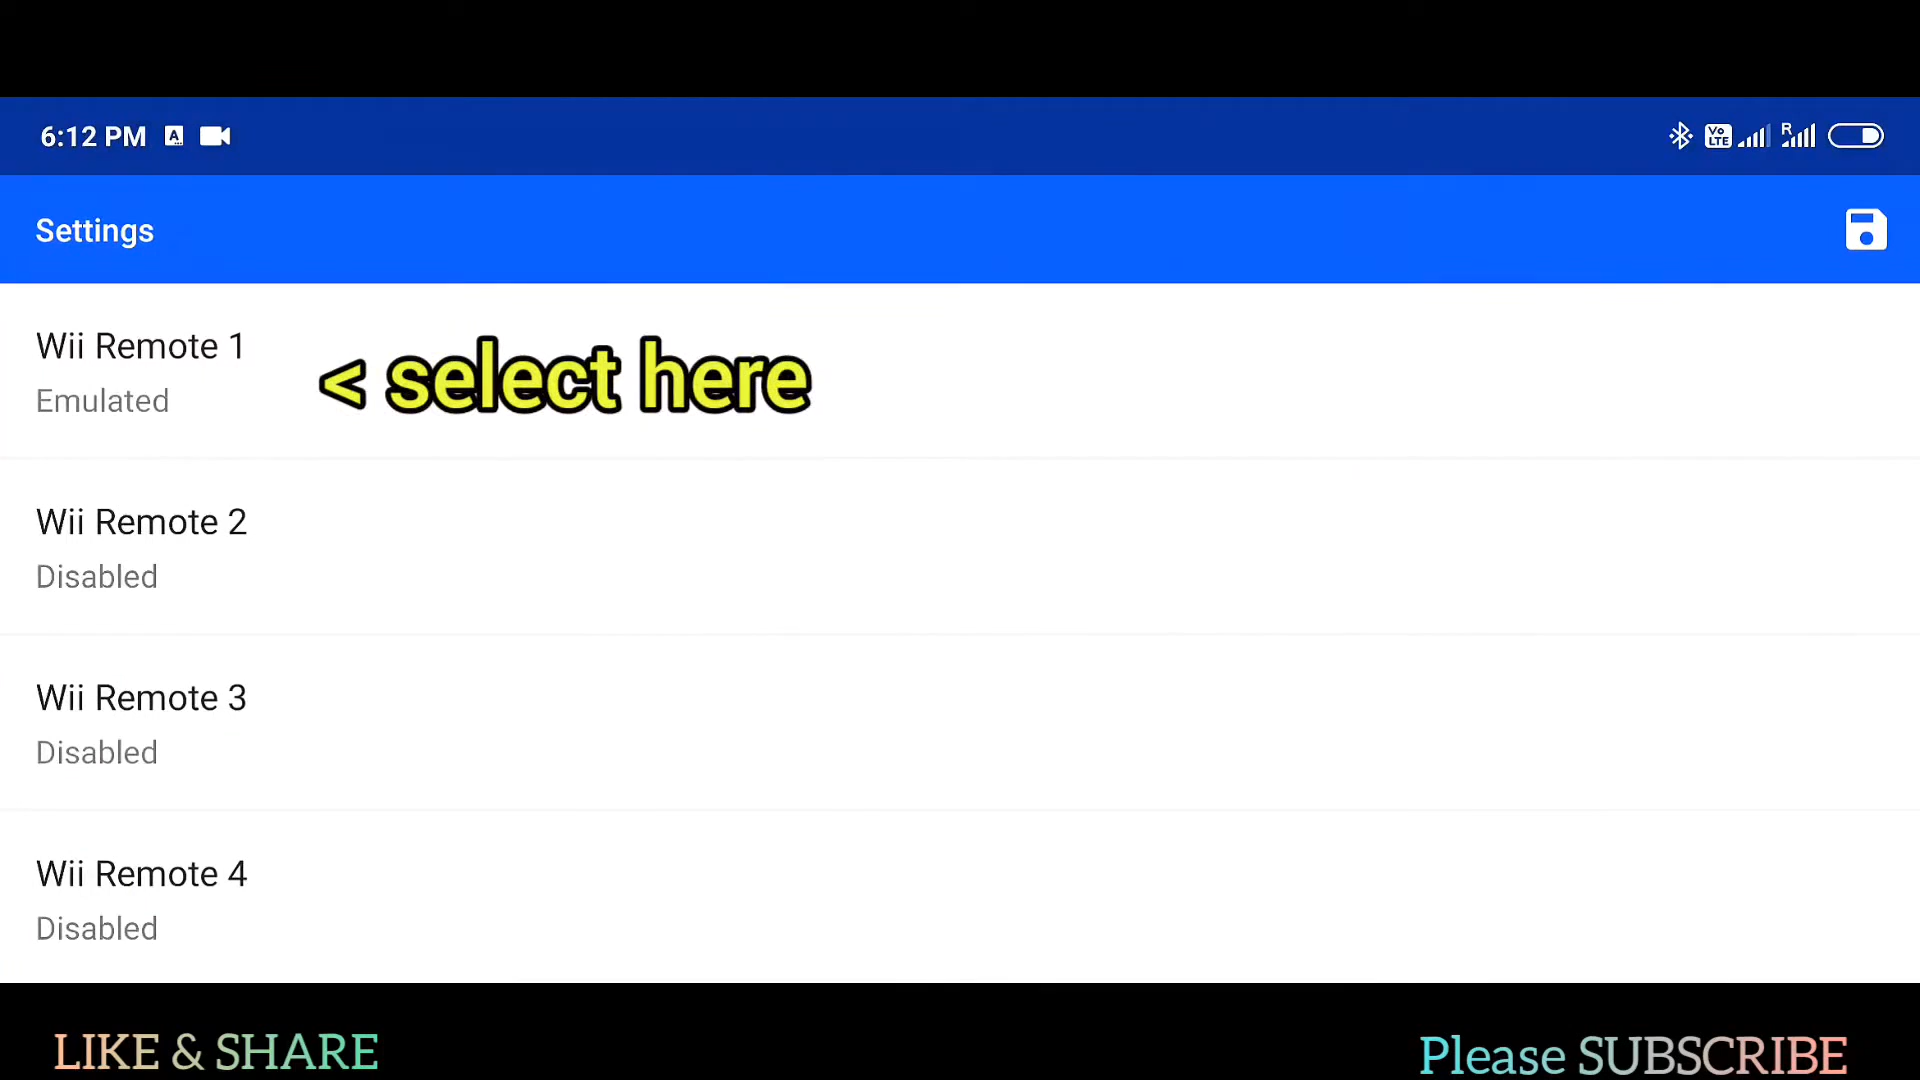 6:12 PM A VoLTE R
Settings
Wii Remote 1
Emulated
< select here
Wii Remote 2
Disabled
Wii Remote 3
Disabled
Wii Remote 4
Disabled
LIKE & SHARE
Please SUBSCRIBE